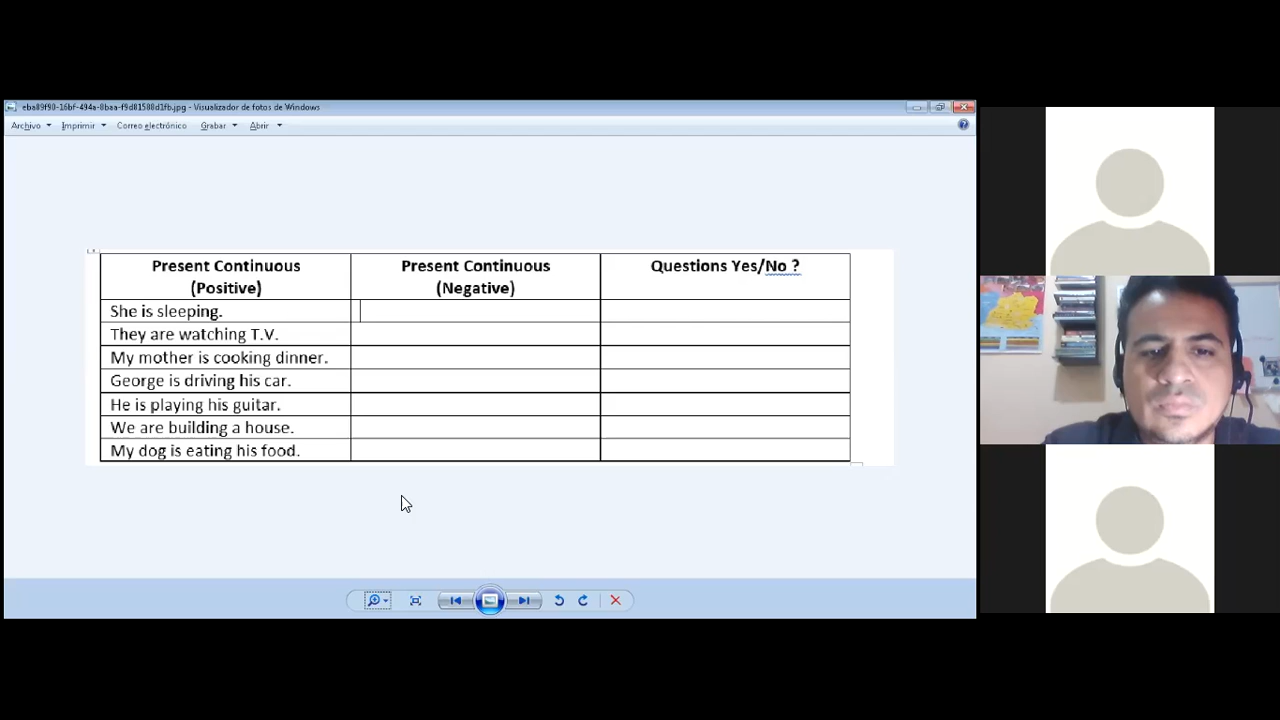 eba89f90-16bf-494a-8baa-f9d81588d1fb.jpg - Visualizador de fotos de Windows
Archivo Imprimir Correo electrónico Grabar Abrir
Present Continuous (Positive)
Present Continuous (Negative)
Questions Yes/No ?
She is sleeping.
They are watching T.V.
My mother is cooking dinner.
George is driving his car.
He is playing his guitar.
We are building a house.
My dog is eating his food.